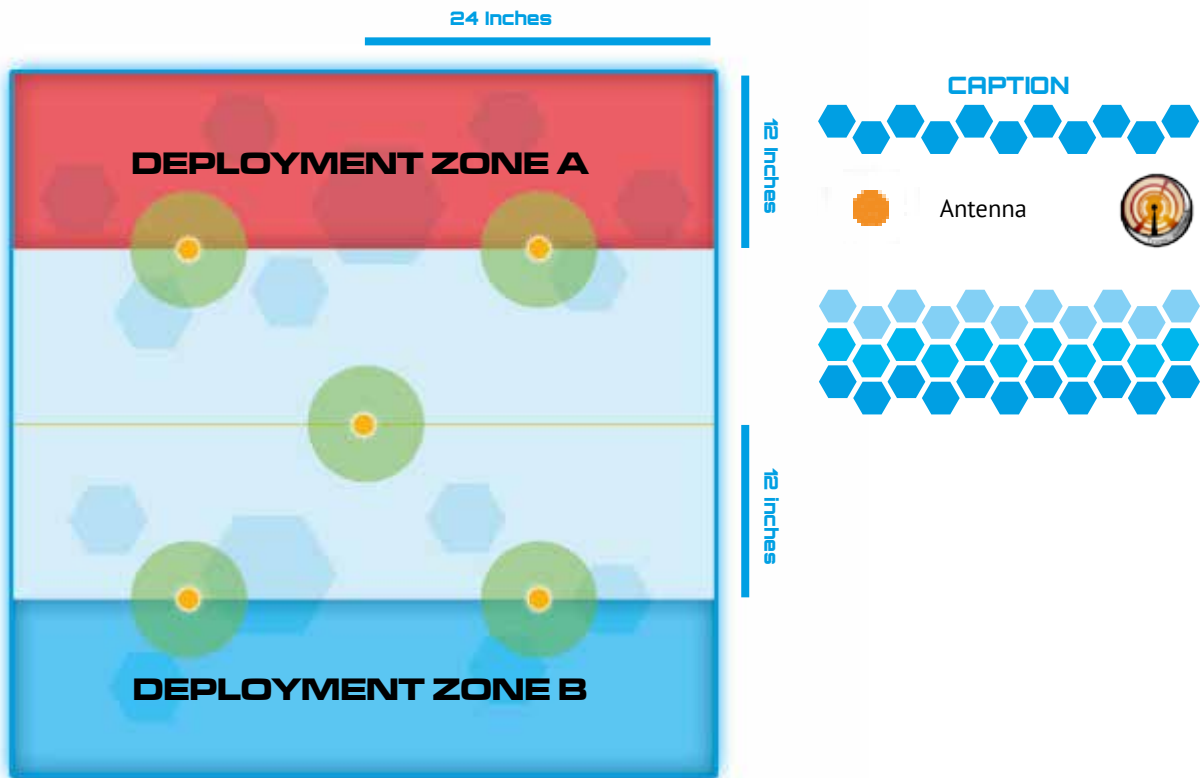 24 Inches
DEPLOYMENT ZONE A
12 Inches
CAPTION
Antenna
12 inches
DEPLOYMENT ZONE B